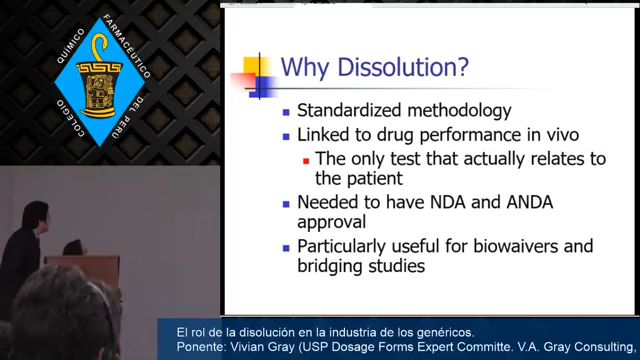 COLEGIO
QUÍMICO
FARMACÉUTICO
DEL PERU
Why Dissolution?
Standardized methodology
Linked to drug performance in vivo
The only test that actually relates to
the patient
Needed to have NDA and ANDA
approval
Particularly useful for biowaivers and
bridging studies
El rol de la disolución en la industria de los genéricos.
Ponente: Vivian Gray (USP Dosage Forms Expert Committe. V.A. Gray Consulting,